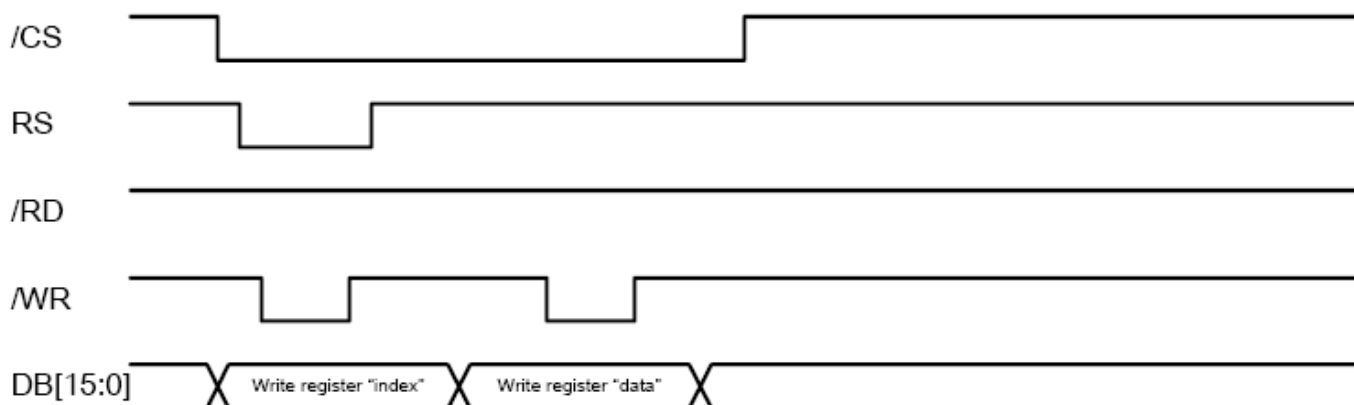 /CS
RS
/RD
/WR
DB[15:0]
Write register “index”
Write register “data”